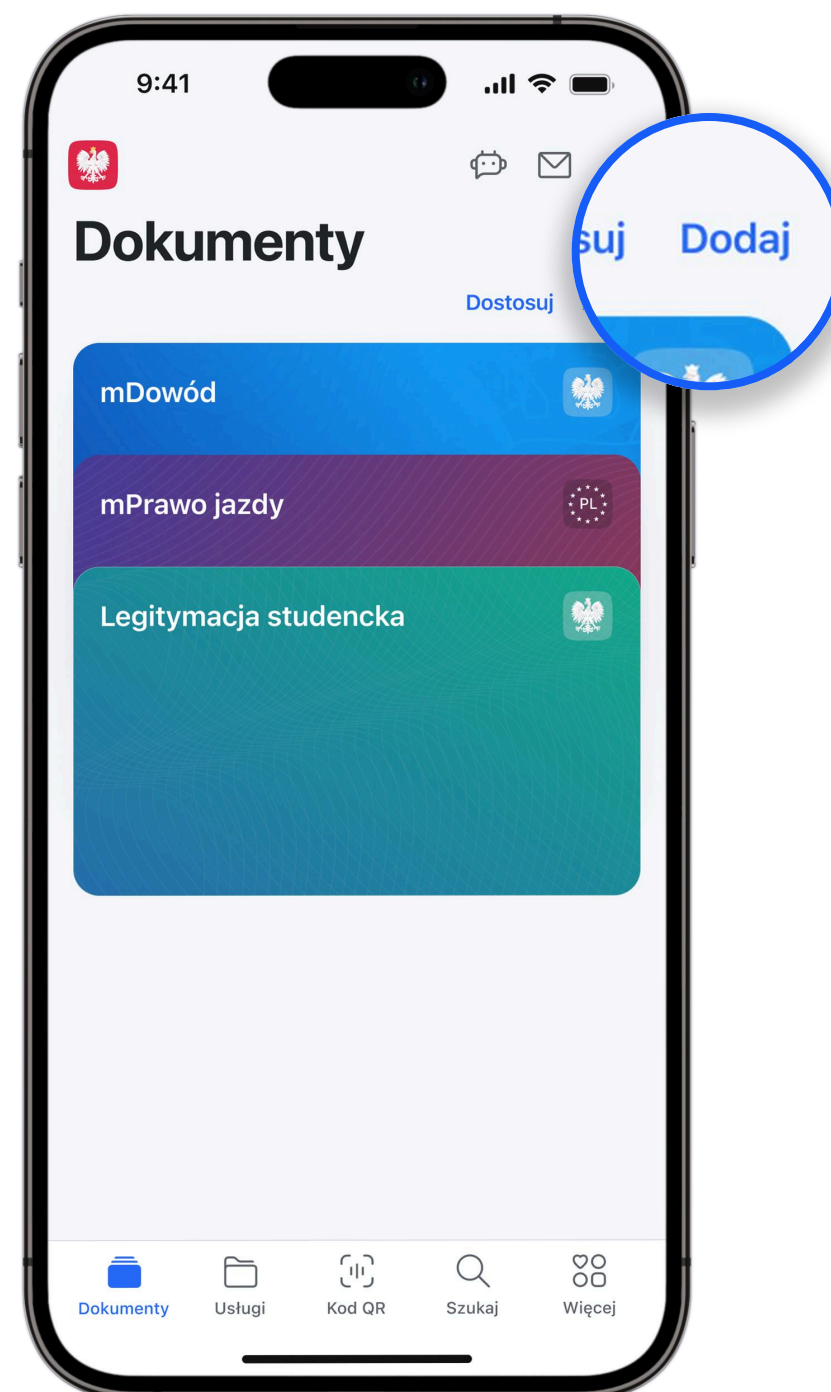 9:41
Dokumenty
suj Dodaj
Dostosuj
mDowód
mPrawo jazdy
PL
Legitymacja studencka
Dokumenty Usługi Kod QR Szukaj Więcej